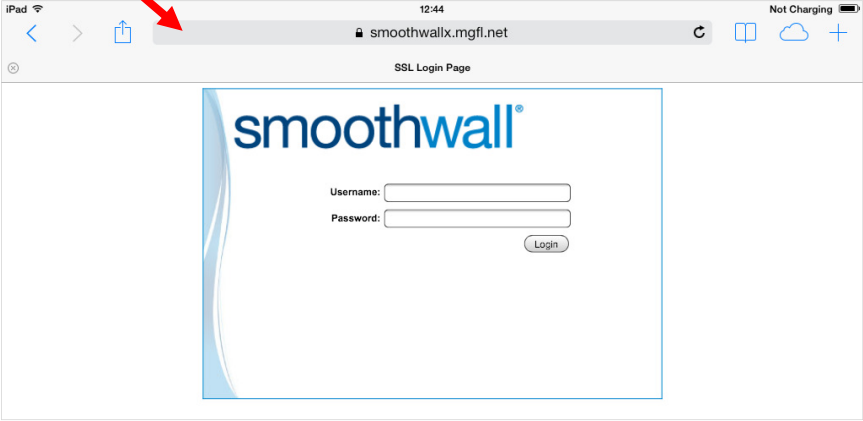 iPad 12:44 Not Charging
smoothwallx.mgfl.net
SSL Login Page
smoothwall®
Username:
Password:
Login